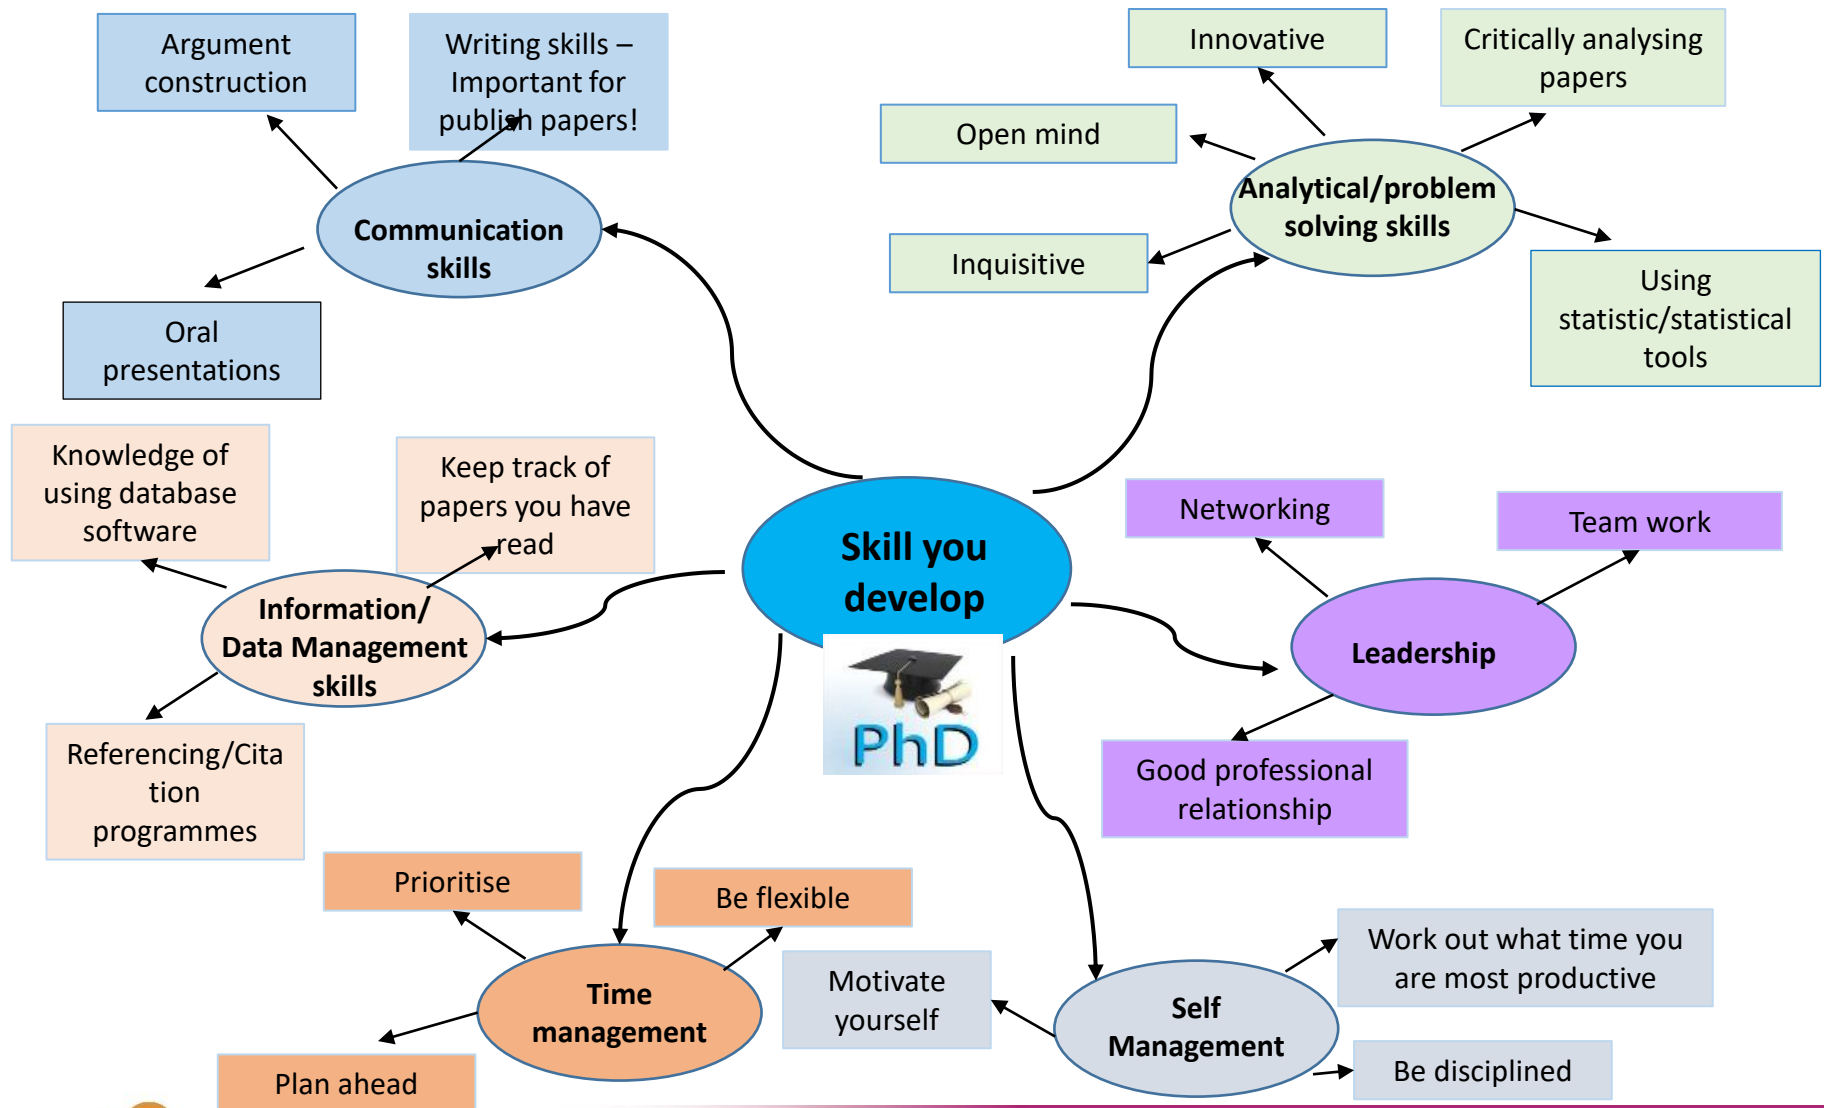 Argument
construction
Writing skills –
Important for
publish papers!
Communication
skills
Oral
presentations
Innovative
Critically analysing
papers
Open mind
Analytical/problem
solving skills
Inquisitive
Using
statistic/statistical
tools
Knowledge of
using database
software
Keep track of
papers you have
read
Information/
Data Management
skills
Referencing/Cita
tion
programmes
Skill you
develop
PhD
Networking
Team work
Leadership
Good professional
relationship
Prioritise
Be flexible
Time
management
Plan ahead
Motivate
yourself
Self
Management
Work out what time you
are most productive
Be disciplined